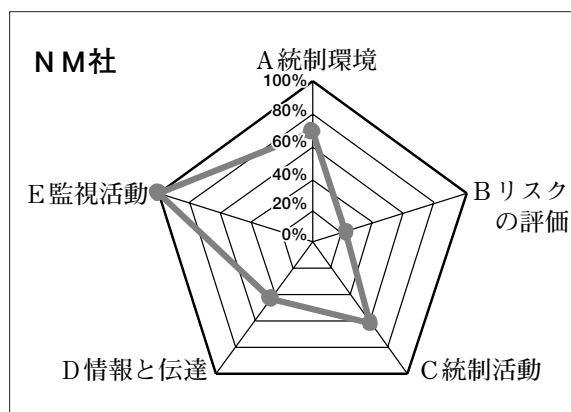 NM社
A統制環境
100%
80%
60%
40%
20%
0%
Bリスク
の評価
E監視活動
D情報と伝達
C統制活動